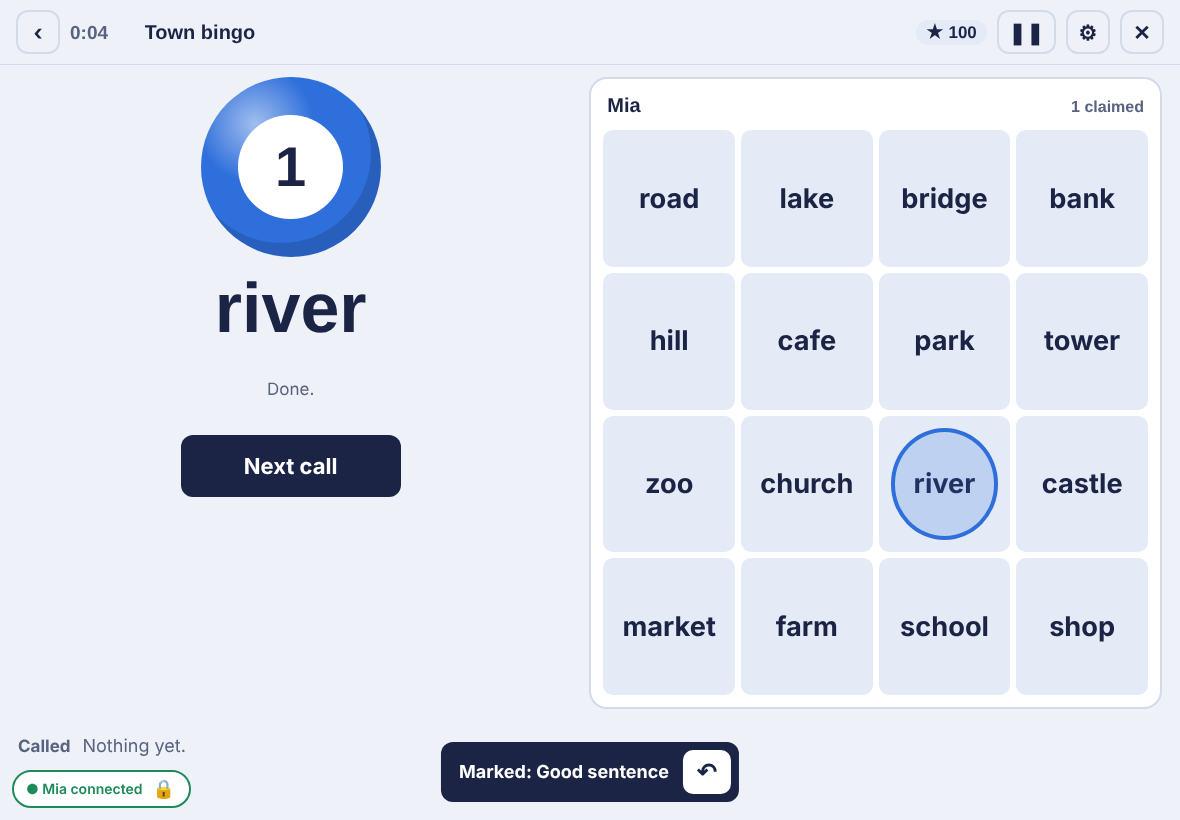 0:04 Town bingo
★ 100
1
river
Done.
Next call
Mia
1 claimed
road lake bridge bank
hill cafe park tower
zoo church river castle
market farm school shop
Called Nothing yet.
Mia connected
Marked: Good sentence